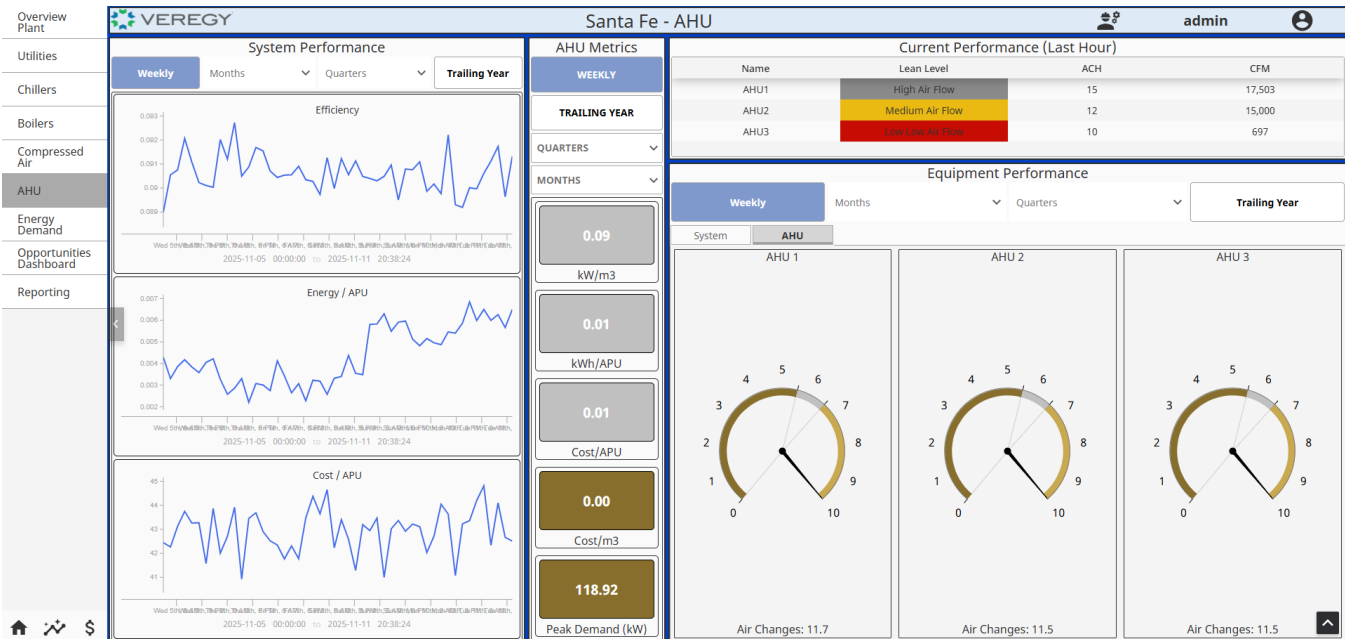 Overview
Plant
Utilities
Chillers
Boilers
Compressed
Air
AHU
Energy
Demand
Opportunities
Dashboard
Reporting
VEREGY
Santa Fe - AHU
admin
System Performance
Weekly
Months
Quarters
Trailing Year
Efficiency
0.093
0.092
0.091
0.09
0.089
2025-11-05 00:00:00 to 2025-11-11 20:38:24
Energy / APU
0.007
0.006
0.005
0.004
0.003
0.002
2025-11-05 00:00:00 to 2025-11-11 20:38:24
Cost / APU
45
44
43
42
41
2025-11-05 00:00:00 to 2025-11-11 20:38:24
AHU Metrics
WEEKLY
TRAILING YEAR
QUARTERS
MONTHS
0.09
kW/m3
0.01
kWh/APU
0.01
Cost/APU
0.00
Cost/m3
118.92
Peak Demand (kW)
Current Performance (Last Hour)
Name Lean Level ACH CFM
AHU1 High Air Flow 15 17,503
AHU2 Medium Air Flow 12 15,000
AHU3 Low Low Air Flow 10 697
Equipment Performance
Weekly
Months
Quarters
Trailing Year
System
AHU
AHU 1
0 1 2 3 4 5 6 7 8 9 10
Air Changes: 11.7
AHU 2
0 1 2 3 4 5 6 7 8 9 10
Air Changes: 11.5
AHU 3
0 1 2 3 4 5 6 7 8 9 10
Air Changes: 11.5